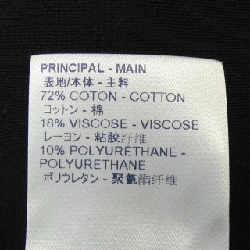 PRINCIPAL - MAIN
表地/本体 - 主料
72% COTON - COTTON
コットン - 棉
18% VISCOSE - VISCOSE
レーヨン - 粘胶纤维
10% POLYURÉTHANE -
POLYURETHANE
ポリウレタン - 聚氨酯纤维